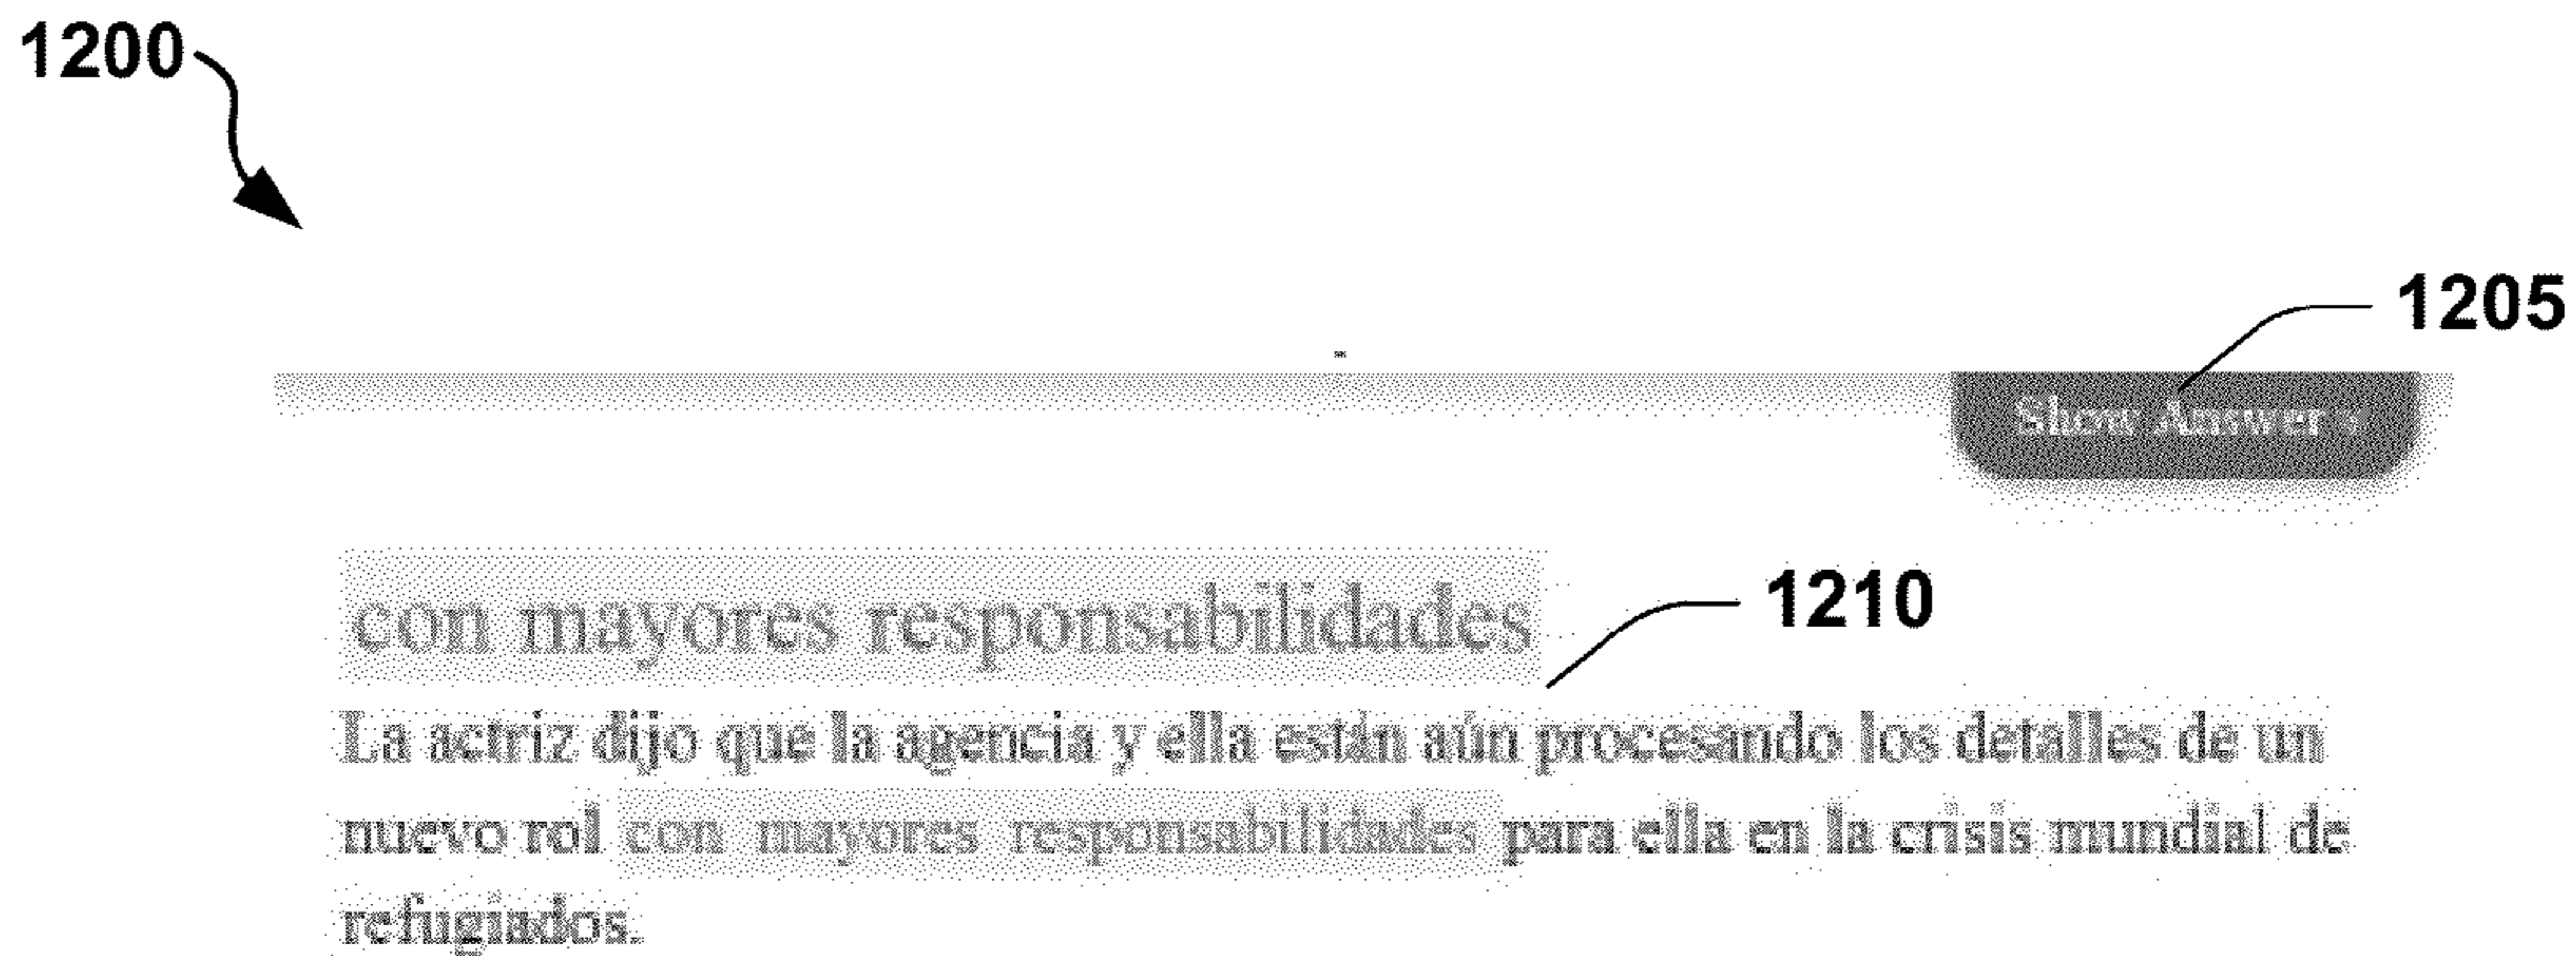 1200
1205
Show Answer »
con mayores responsabilidades
1210
La actriz dijo que la agencia y ella están aún procesando los detalles de un
nuevo rol con mayores responsabilidades para ella en la crisis mundial de
refugiados.